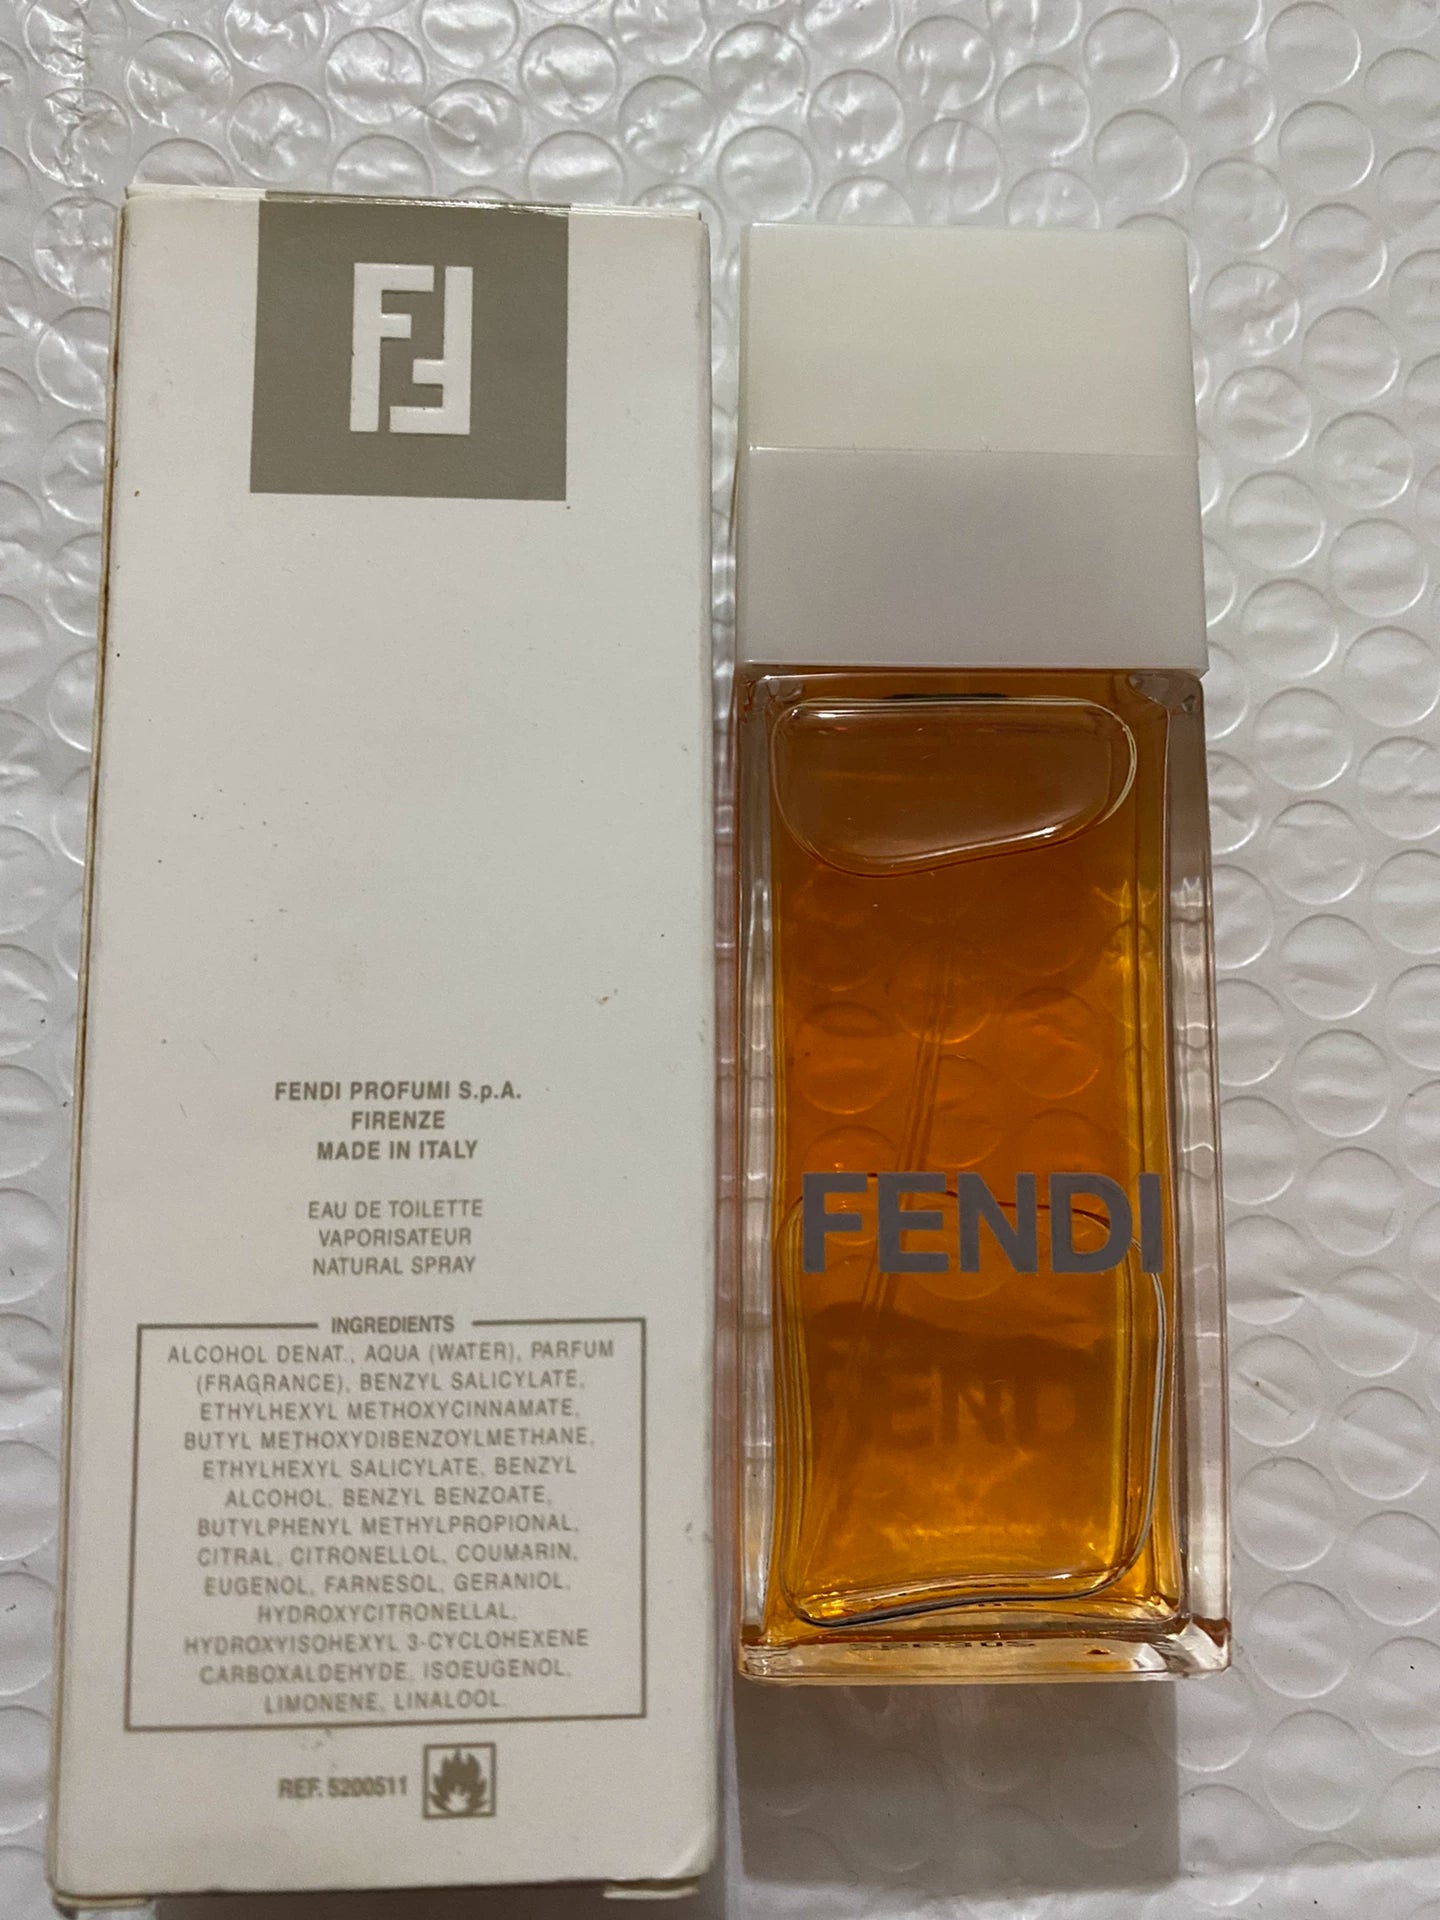 FENDI PROFUMI S.p.A.
FIRENZE
MADE IN ITALY
EAU DE TOILETTE
VAPORISATEUR
NATURAL SPRAY
INGREDIENTS
ALCOHOL DENAT., AQUA (WATER), PARFUM
(FRAGRANCE), BENZYL SALICYLATE,
ETHYLHEXYL METHOXYCINNAMATE,
BUTYL METHOXYDIBENZOYLMETHANE,
ETHYLHEXYL SALICYLATE, BENZYL
ALCOHOL, BENZYL BENZOATE,
BUTYLPHENYL METHYLPROPIONAL,
CITRAL, CITRONELLOL, COUMARIN,
EUGENOL, FARNESOL, GERANIOL,
HYDROXYCITRONELLAL,
HYDROXYISOHEXYL 3-CYCLOHEXENE
CARBOXALDEHYDE, ISOEUGENOL,
LIMONENE, LINALOOL.
REF. 5200511
FENDI